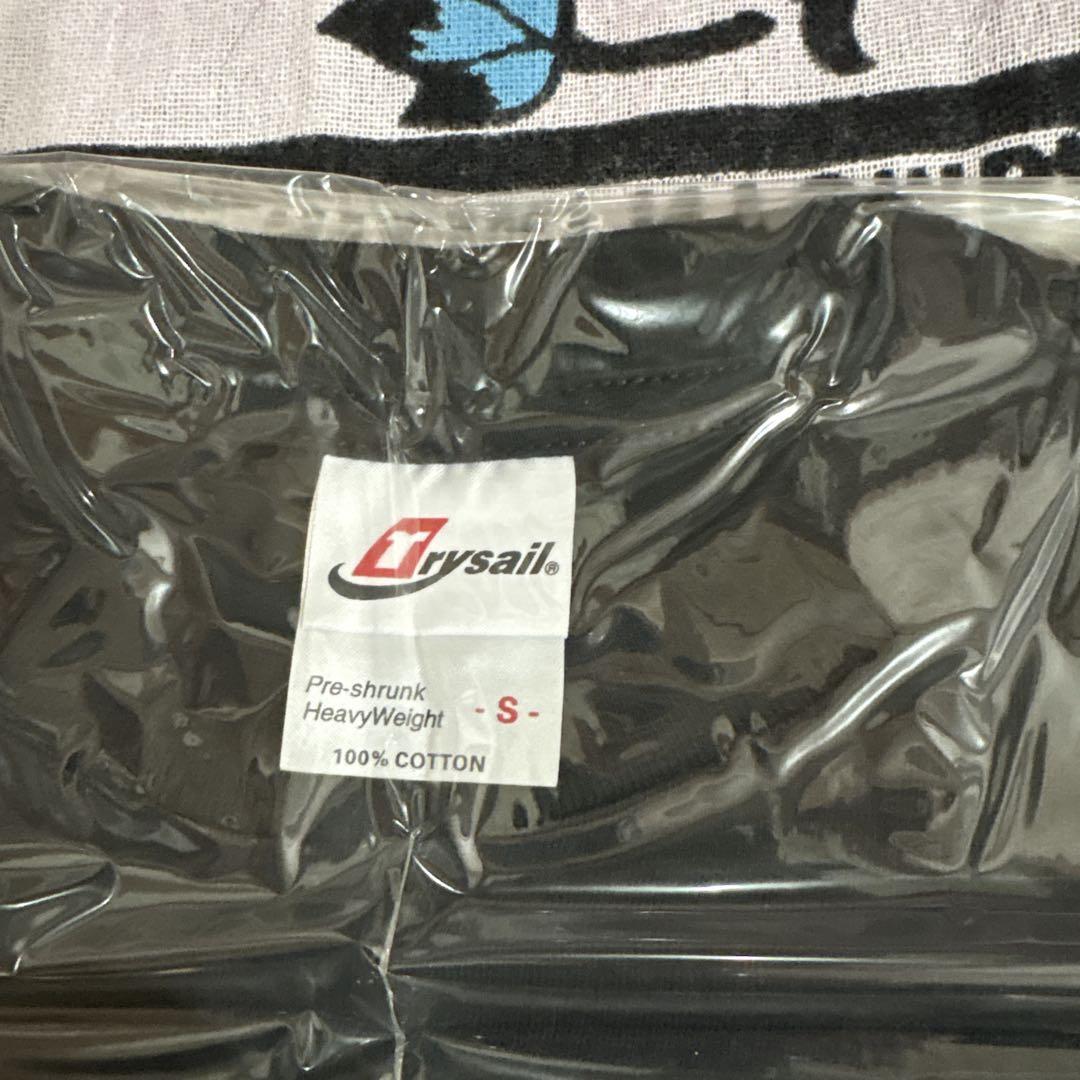 Trysail®
Pre-shrunk
HeavyWeight
- S -
100% COTTON